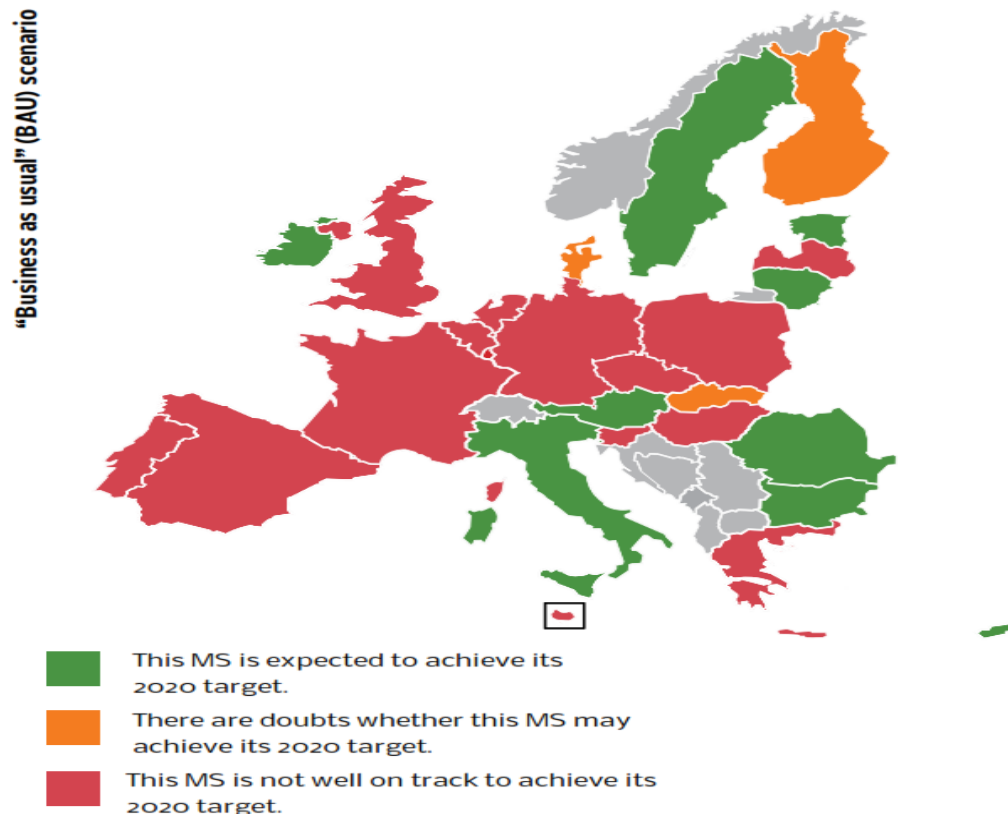 “Business as usual” (BAU) scenario
This MS is expected to achieve its
2020 target.
There are doubts whether this MS may
achieve its 2020 target.
This MS is not well on track to achieve its
2020 target.